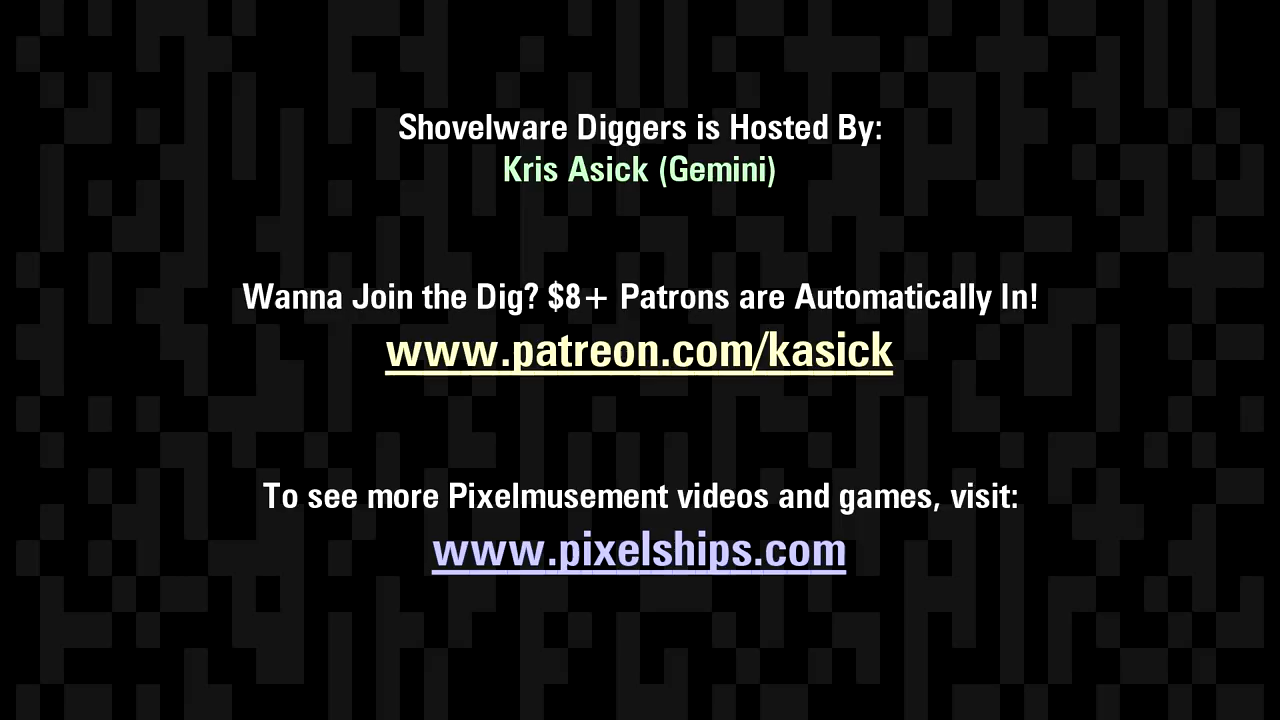 Shovelware Diggers is Hosted By:
Kris Asick (Gemini)
Wanna Join the Dig? $8+ Patrons are Automatically In!
www.patreon.com/kasick
To see more Pixelmusement videos and games, visit:
www.pixelships.com